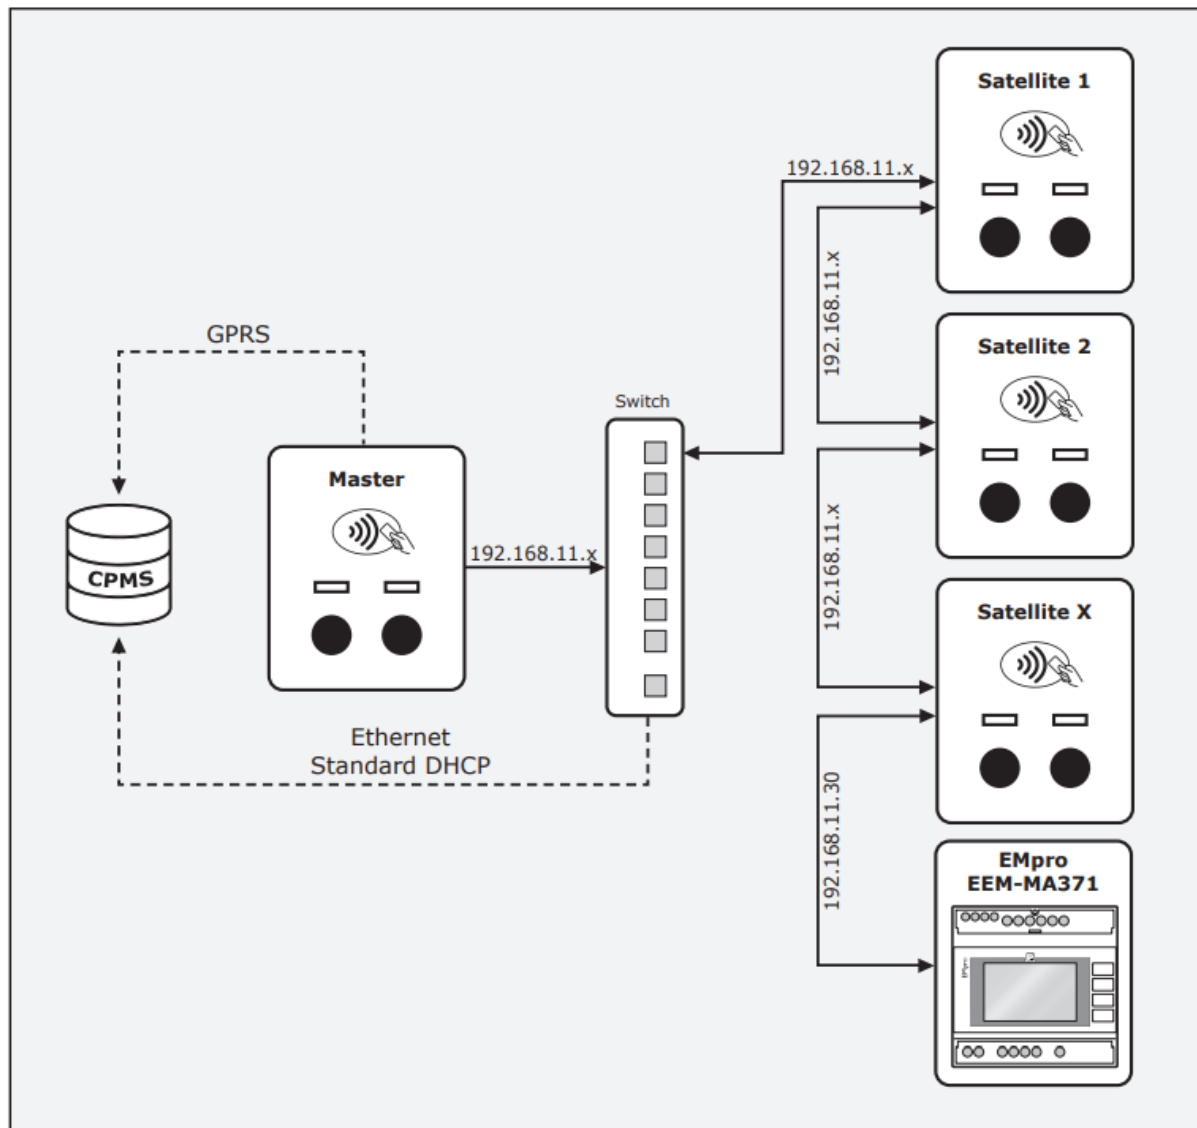 Satellite 1
192.168.11.x
192.168.11.x
GPRS
Satellite 2
Switch
Master
192.168.11.x
CPMS
192.168.11.x
Satellite X
Ethernet
Standard DHCP
192.168.11.30
EMpro
EEM-MA371
EMpro